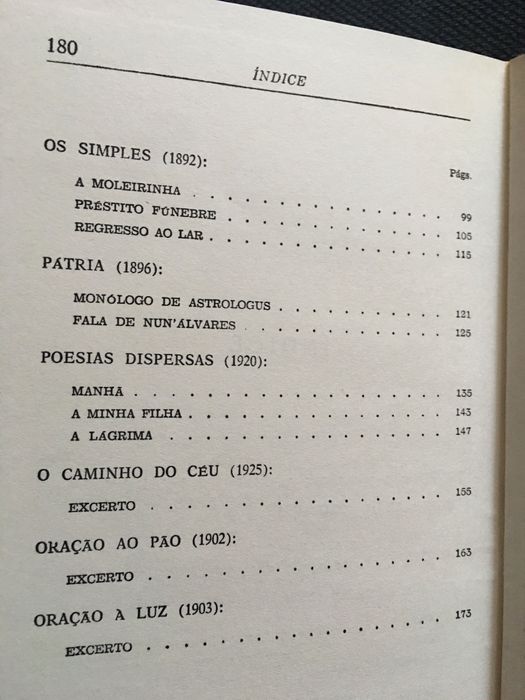 180
ÍNDICE
Págs.
OS SIMPLES (1892):
A MOLEIRINHA . . . . . . . . . . . . . 99
PRÉSTITO FÚNEBRE . . . . . . . . . . . 105
REGRESSO AO LAR . . . . . . . . . . . . 115
PÁTRIA (1896):
MONÓLOGO DE ASTROLOGUS . . . . . . . . 121
FALA DE NUN'ÁLVARES . . . . . . . . . . 125
POESIAS DISPERSAS (1920):
MANHÃ . . . . . . . . . . . . . . . . 135
A MINHA FILHA . . . . . . . . . . . . . 143
A LÁGRIMA . . . . . . . . . . . . . . 147
O CAMINHO DO CÉU (1925):
EXCERTO . . . . . . . . . . . . . . . 155
ORAÇÃO AO PÃO (1902):
EXCERTO . . . . . . . . . . . . . . . 163
ORAÇÃO À LUZ (1903):
EXCERTO . . . . . . . . . . . . . . . 173